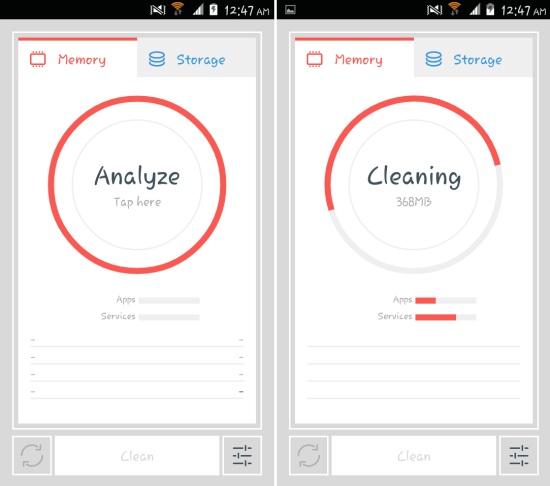 12:47 AM
Memory
Storage
Analyze
Tap here
Apps
Services
Clean
12:47 AM
Memory
Storage
Cleaning
368MB
Apps
Services
Clean